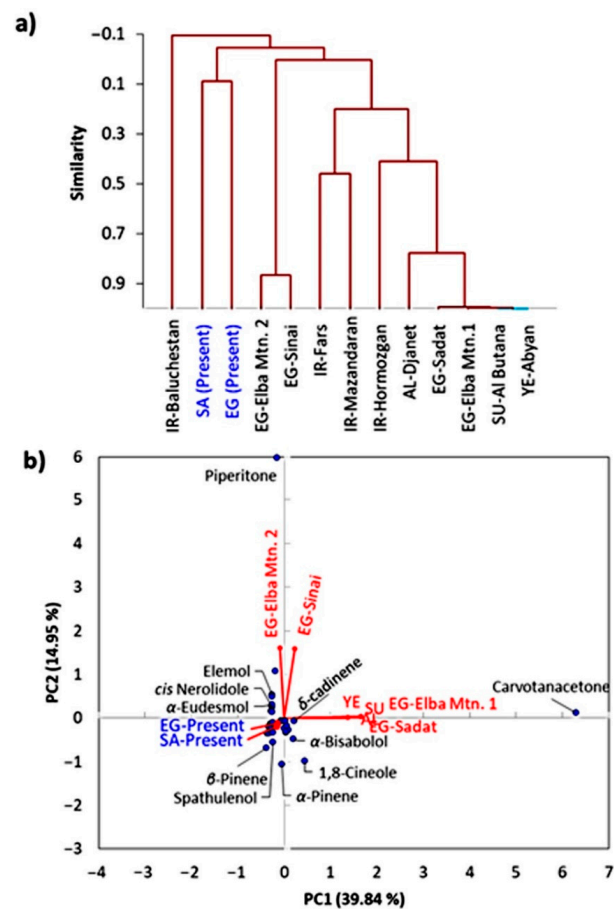 a)
−0.1
0.1
0.3
0.5
0.7
0.9
Similarity
IR-Baluchestan
SA (Present)
EG (Present)
EG-Elba Mtn. 2
EG-Sinai
IR-Fars
IR-Mazandaran
IR-Hormozgan
AL-Djanet
EG-Sadat
EG-Elba Mtn.1
SU-Al Butana
YE-Abyan
b)
6
5
4
3
2
1
0
−1
−2
−3
PC2 (14.95 %)
Piperitone
EG-Elba Mtn. 2
EG-Sinai
Elemol
cis Nerolidole
α-Eudesmol
δ-cadinene
YE
SU
EG-Elba Mtn. 1
EG-Sadat
Carvotanacetone
EG-Present
SA-Present
α-Bisabolol
β-Pinene
1,8-Cineole
Spathulenol
α-Pinene
−4 −3 −2 −1 0 1 2 3 4 5 6 7
PC1 (39.84 %)